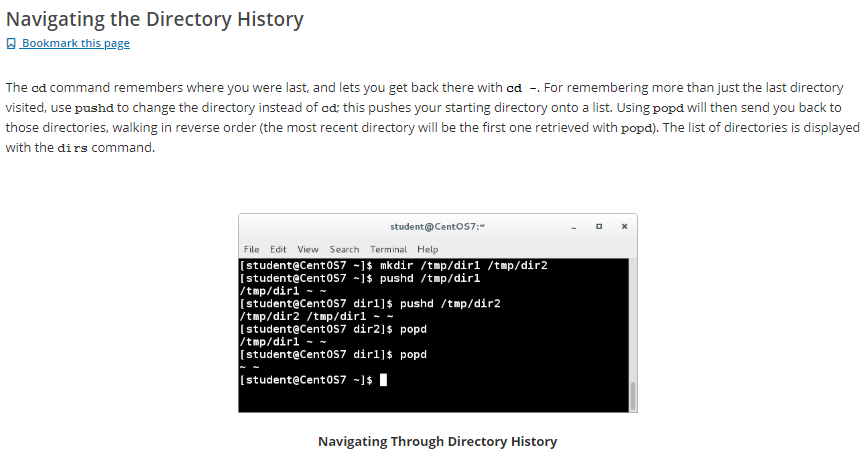 Navigating the Directory History
Bookmark this page
The cd command remembers where you were last, and lets you get back there with cd -. For remembering more than just the last directory
visited, use pushd to change the directory instead of cd; this pushes your starting directory onto a list. Using popd will then send you back to
those directories, walking in reverse order (the most recent directory will be the first one retrieved with popd). The list of directories is displayed
with the dirs command.
student@CentOS7:~
File Edit View Search Terminal Help
[student@CentOS7 ~]$ mkdir /tmp/dir1 /tmp/dir2
[student@CentOS7 ~]$ pushd /tmp/dir1
/tmp/dir1 ~ ~
[student@CentOS7 dir1]$ pushd /tmp/dir2
/tmp/dir2 /tmp/dir1 ~ ~
[student@CentOS7 dir2]$ popd
/tmp/dir1 ~ ~
[student@CentOS7 dir1]$ popd
~ ~
[student@CentOS7 ~]$
Navigating Through Directory History